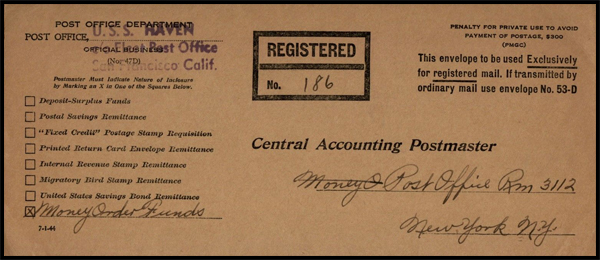 POST OFFICE DEPARTMENT
POST OFFICE,
U.S.S. HAVEN
OFFICIAL BUSINESS
Fleet Post Office
San Francisco Calif.
(No. 47D)
Postmaster Must Indicate Nature of Inclosure
by Marking an X in One of the Squares Below.
Deposit-Surplus Funds
Postal Savings Remittance
"Fixed Credit" Postage Stamp Requisition
Printed Return Card Envelope Remittance
Internal Revenue Stamp Remittance
Migratory Bird Stamp Remittance
United States Savings Bond Remittance
X Money Order Funds
7-1-44
REGISTERED
No. 186
PENALTY FOR PRIVATE USE TO AVOID
PAYMENT OF POSTAGE, $300
(PMGC)
This envelope to be used Exclusively
for registered mail. If transmitted by
ordinary mail use envelope No. 53-D
Central Accounting Postmaster
Money O Post Office Rm 3112
New York N.Y.